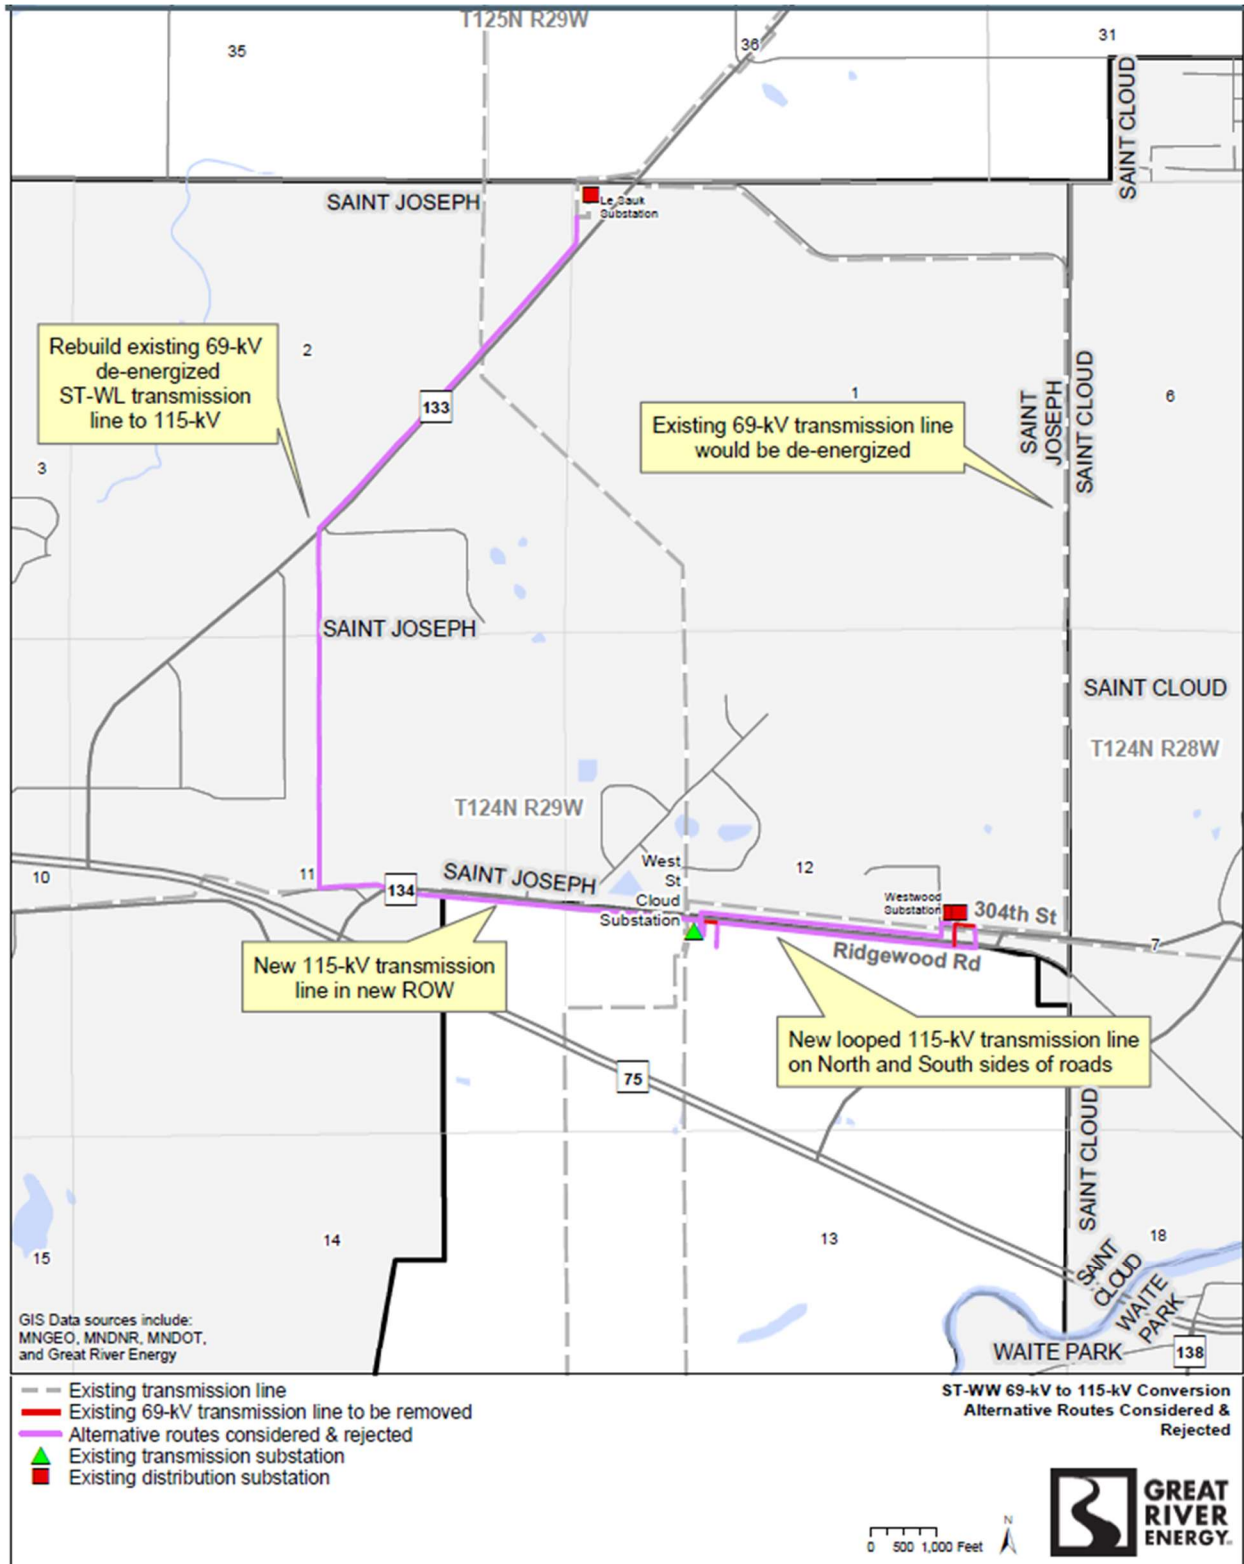 T125N R29W
35
36
31
SAINT CLOUD
SAINT JOSEPH
Le Sauk
Substation
Rebuild existing 69-kV
de-energized
ST-WL transmission
line to 115-kV
2
133
Existing 69-kV transmission line
would be de-energized
1
SAINT
JOSEPH
SAINT CLOUD
6
3
SAINT JOSEPH
SAINT CLOUD
T124N R28W
T124N R29W
10
11
134
SAINT JOSEPH
West
St
Cloud
Substation
12
Westwood
Substation
304th St
7
Ridgewood Rd
New 115-kV transmission
line in new ROW
New looped 115-kV transmission line
on North and South sides of roads
75
SAINT CLOUD
15
14
13
18
SAINT
CLOUD
WAITE
PARK
WAITE PARK
138
GIS Data sources include:
MNGEO, MNDNR, MNDOT,
and Great River Energy
Existing transmission line
Existing 69-kV transmission line to be removed
Alternative routes considered & rejected
Existing transmission substation
Existing distribution substation
ST-WW 69-kV to 115-kV Conversion
Alternative Routes Considered &
Rejected
0 500 1,000 Feet
N
GREAT
RIVER
ENERGY